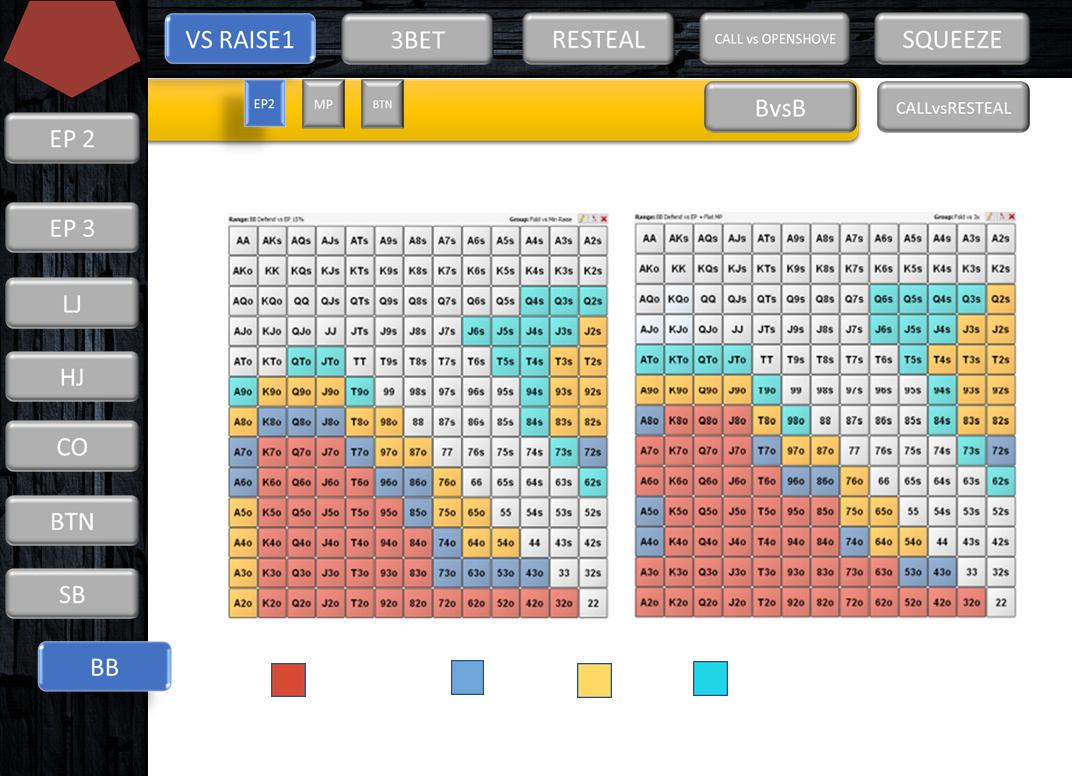 VS RAISE1 3BET RESTEAL CALL vs OPENSHOVE SQUEEZE
EP2 MP BTN BvsB CALLvsRESTEAL
EP 2
EP 3
LJ
HJ
CO
BTN
SB
BB
Range: BB Defend vs EP 15% Group: Fold vs Min Raise
AA AKs AQs AJs ATs A9s A8s A7s A6s A5s A4s A3s A2s
AKo KK KQs KJs KTs K9s K8s K7s K6s K5s K4s K3s K2s
AQo KQo QQ QJs QTs Q9s Q8s Q7s Q6s Q5s Q4s Q3s Q2s
AJo KJo QJo JJ JTs J9s J8s J7s J6s J5s J4s J3s J2s
ATo KTo QTo JTo TT T9s T8s T7s T6s T5s T4s T3s T2s
A9o K9o Q9o J9o T9o 99 98s 97s 96s 95s 94s 93s 92s
A8o K8o Q8o J8o T8o 98o 88 87s 86s 85s 84s 83s 82s
A7o K7o Q7o J7o T7o 97o 87o 77 76s 75s 74s 73s 72s
A6o K6o Q6o J6o T6o 96o 86o 76o 66 65s 64s 63s 62s
A5o K5o Q5o J5o T5o 95o 85o 75o 65o 55 54s 53s 52s
A4o K4o Q4o J4o T4o 94o 84o 74o 64o 54o 44 43s 42s
A3o K3o Q3o J3o T3o 93o 83o 73o 63o 53o 43o 33 32s
A2o K2o Q2o J2o T2o 92o 82o 72o 62o 52o 42o 32o 22
Range: BB Defend vs EP + Flat MP Group: Fold vs 3x
AA AKs AQs AJs ATs A9s A8s A7s A6s A5s A4s A3s A2s
AKo KK KQs KJs KTs K9s K8s K7s K6s K5s K4s K3s K2s
AQo KQo QQ QJs QTs Q9s Q8s Q7s Q6s Q5s Q4s Q3s Q2s
AJo KJo QJo JJ JTs J9s J8s J7s J6s J5s J4s J3s J2s
ATo KTo QTo JTo TT T9s T8s T7s T6s T5s T4s T3s T2s
A9o K9o Q9o J9o T9o 99 98s 97s 96s 95s 94s 93s 92s
A8o K8o Q8o J8o T8o 98o 88 87s 86s 85s 84s 83s 82s
A7o K7o Q7o J7o T7o 97o 87o 77 76s 75s 74s 73s 72s
A6o K6o Q6o J6o T6o 96o 86o 76o 66 65s 64s 63s 62s
A5o K5o Q5o J5o T5o 95o 85o 75o 65o 55 54s 53s 52s
A4o K4o Q4o J4o T4o 94o 84o 74o 64o 54o 44 43s 42s
A3o K3o Q3o J3o T3o 93o 83o 73o 63o 53o 43o 33 32s
A2o K2o Q2o J2o T2o 92o 82o 72o 62o 52o 42o 32o 22